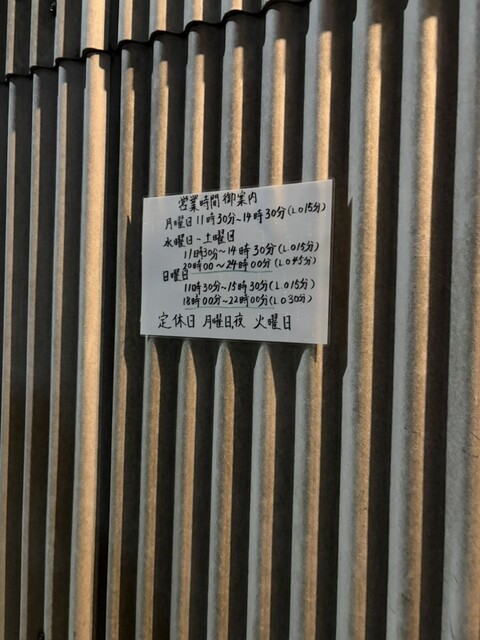 営業時間御案内
月曜日11時30分~14時30分(L.O15分)
水曜日~土曜日
11時30分~14時30分(L.O15分)
20時00~24時00分(L.O45分)
日曜日
11時30分~15時30分(L.O15分)
18時00分~22時00分(L.O30分)
定休日 月曜日夜 火曜日